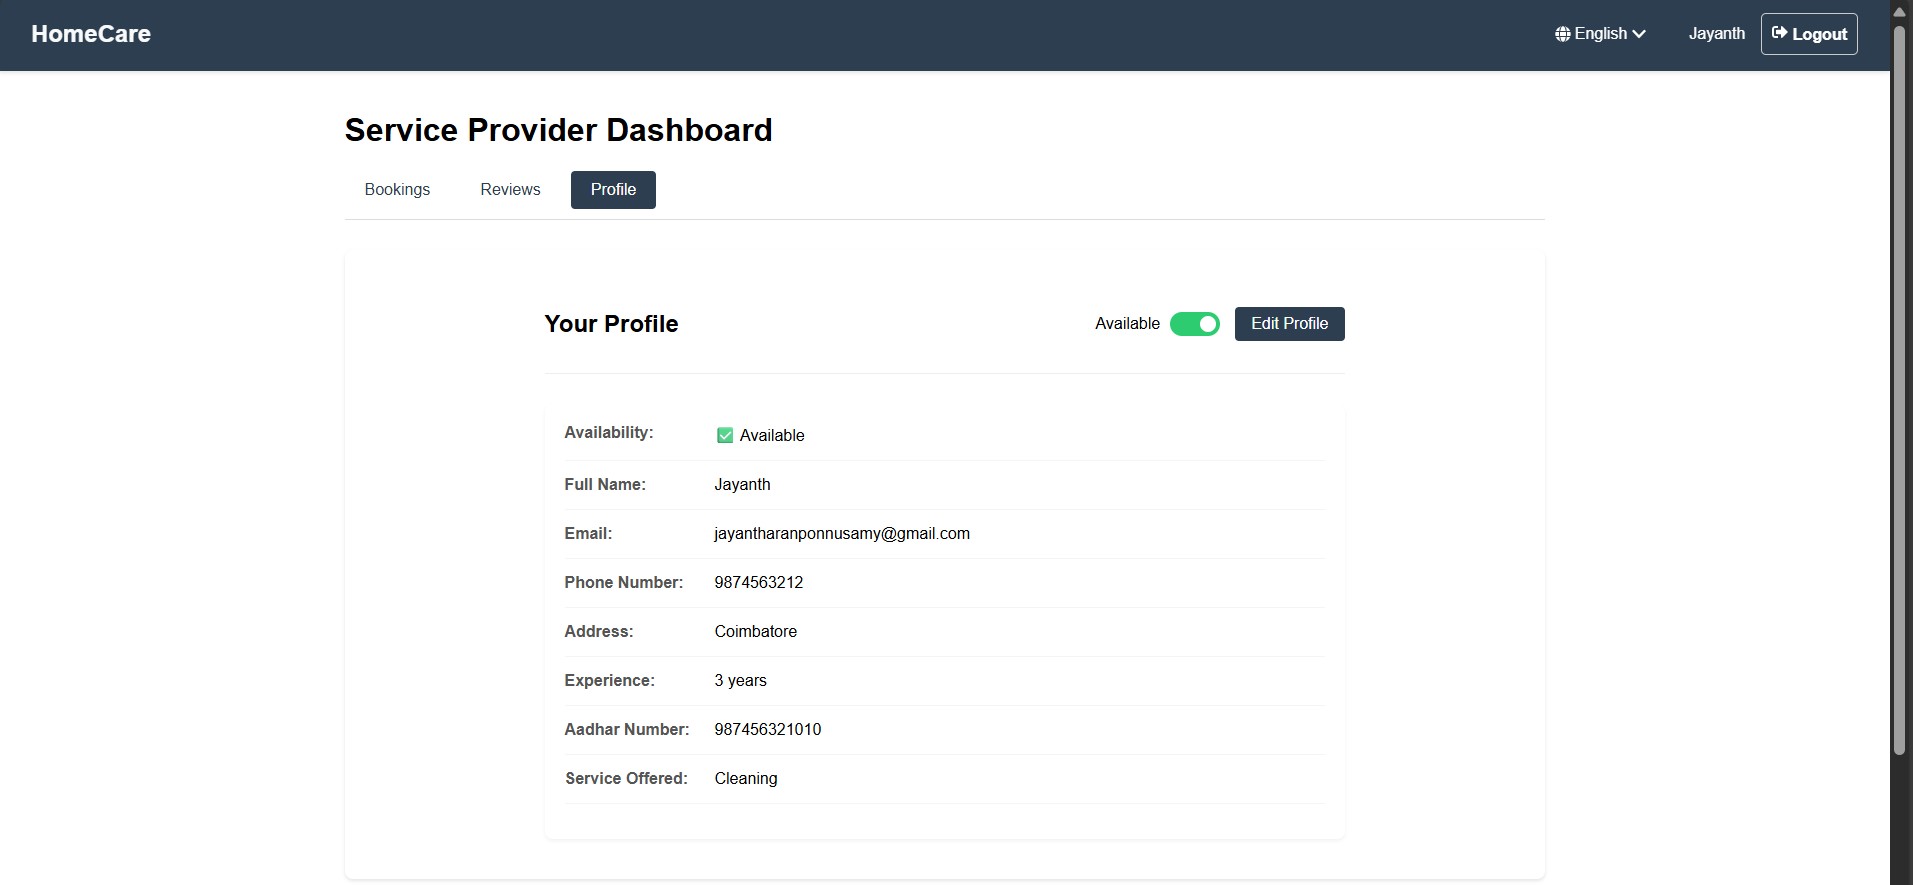 HomeCare
English
Jayanth
Logout
Service Provider Dashboard
Bookings
Reviews
Profile
Your Profile
Available
Edit Profile
Availability: Available
Full Name: Jayanth
Email: jayantharanponnusamy@gmail.com
Phone Number: 9874563212
Address: Coimbatore
Experience: 3 years
Aadhar Number: 987456321010
Service Offered: Cleaning